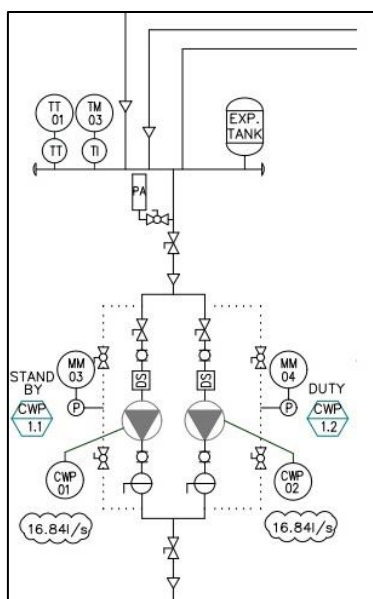 TT
01
TM
03
TT
TI
EXP.
TANK
PA
DS
DS
MM
03
MM
04
STAND
BY
P
P
DUTY
CWP
1.1
CWP
1.2
CWP
01
CWP
02
16.84l/s
16.84l/s